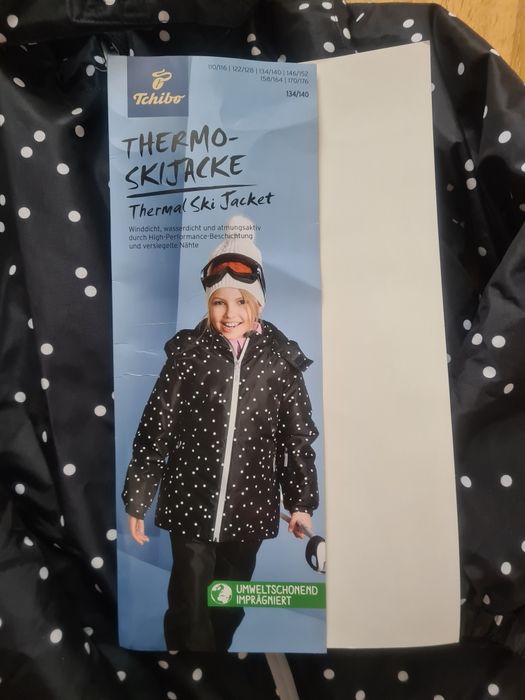 Tchibo
110/116 | 122/128 | 134/140 | 146/152
158/164 | 170/176
134/140
THERMO-
SKIJACKE
Thermal Ski Jacket
Winddicht, wasserdicht und atmungsaktiv
durch High-Performance-Beschichtung
und versiegelte Nähte
UMWELTSCHONEND
IMPRÄGNIERT